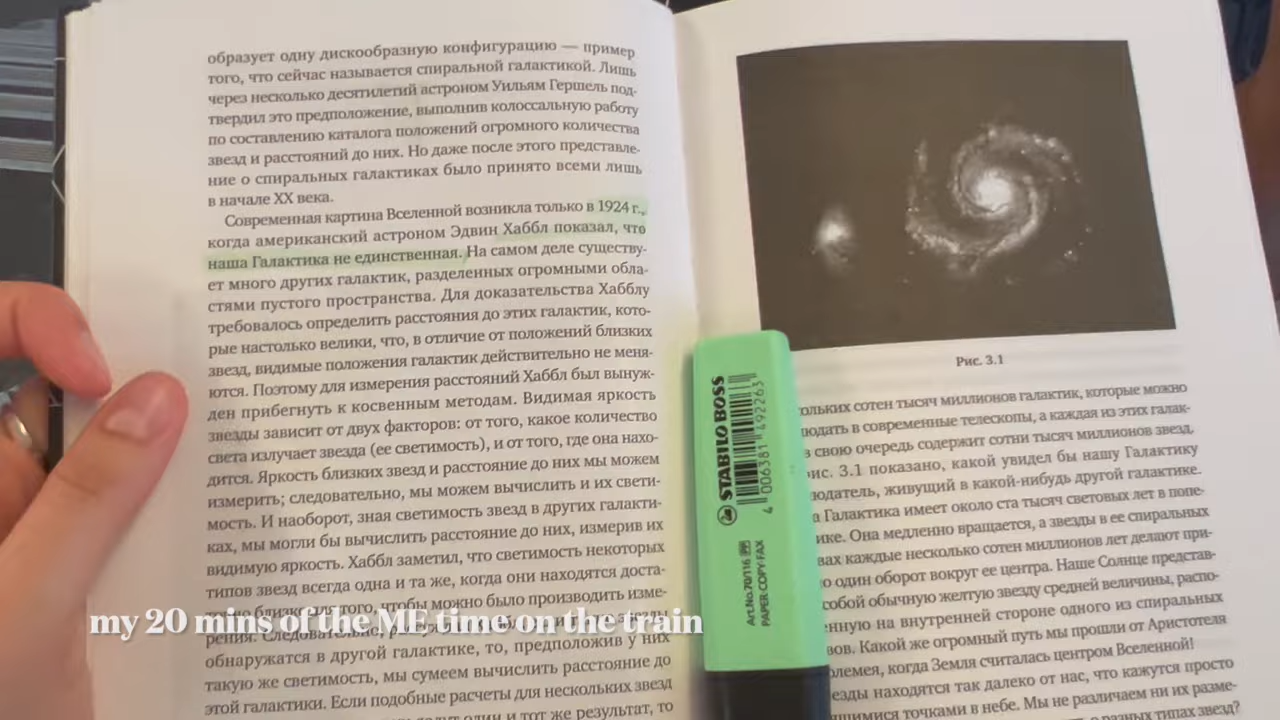 образует одну дискообразную конфигурацию — пример
того, что сейчас называется спиральной галактикой. Лишь
через несколько десятилетий астроном Уильям Гершель под-
твердил это предположение, выполнив колоссальную работу
по составлению каталога положений огромного количества
звезд и расстояний до них. Но даже после этого представле-
ние о спиральных галактиках было принято всеми лишь
в начале XX века.
Современная картина Вселенной возникла только в 1924 г.,
когда американский астроном Эдвин Хаббл показал, что
наша Галактика не единственная. На самом деле существу-
ет много других галактик, разделенных огромными обла-
стями пустого пространства. Для доказательства Хабблу
требовалось определить расстояния до этих галактик, кото-
рые настолько велики, что, в отличие от положений близких
звезд, видимые положения галактик действительно не меня-
ются. Поэтому для измерения расстояний Хаббл был вынуж-
ден прибегнуть к косвенным методам. Видимая яркость
звезды зависит от двух факторов: от того, какое количество
света излучает звезда (ее светимость), и от того, где она нахо-
дится. Яркость близких звезд и расстояние до них мы можем
измерить; следовательно, мы можем вычислить и их свети-
мость. И наоборот, зная светимость звезд в других галакти-
ках, мы могли бы вычислить расстояние до них, измерив их
видимую яркость. Хаббл заметил, что светимость некоторых
типов звезд всегда одна и та же, когда они находятся доста-
чтобы можно было производить изме-
рения. Следовательно,
обнаружатся в другой галактике, то, предположив у них
такую же светимость, мы сумеем вычислить расстояние до
этой галактики. Если подобные расчеты для нескольких звезд
один и тот же результат, то
my 20 mins of the ME time on the train
Рис. 3.1
сотен тысяч миллионов галактик, которые можно
в современные телескопы, а каждая из этих галак-
свою очередь содержит сотни тысяч миллионов звезд.
3.1 показано, какой увидел бы нашу Галактику
живущий в какой-нибудь другой галактике.
Галактика имеет около ста тысяч световых лет в попе-
Она медленно вращается, а звезды в ее спиральных
каждые несколько сотен миллионов лет делают при-
один оборот вокруг ее центра. Наше Солнце представ-
обычную желтую звезду средней величины, распо-
на внутренней стороне одного из спиральных
Какой же огромный путь мы прошли от Аристотеля
когда Земля считалась центром Вселенной!
находятся так далеко от нас, что кажутся просто
точками в небе. Мы не различаем ни их разме-
разных типах звезд?
STABILO BOSS
4 006381 492263
Art.No.70/116
PAPER·COPY·FAX